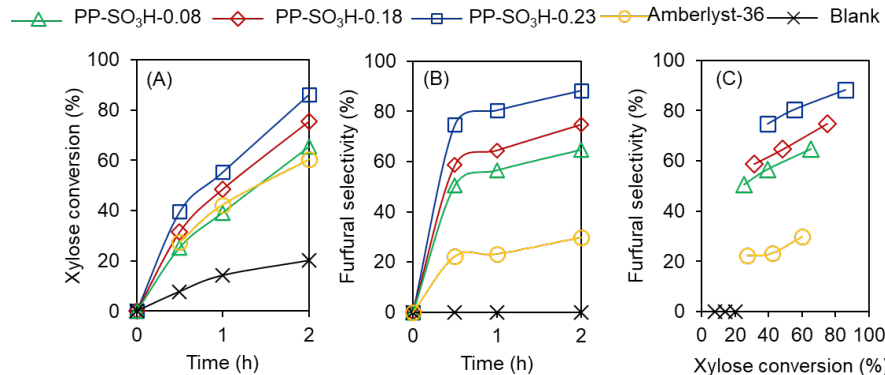 PP-SO₃H-0.08 PP-SO₃H-0.18 PP-SO₃H-0.23 Amberlyst-36 Blank
Xylose conversion (%)
100
80
60
40
20
0
(A)
0 1 2
Time (h)
Furfural selectivity (%)
100
80
60
40
20
0
(B)
0 1 2
Time (h)
Furfural selectivity (%)
100
80
60
40
20
0
(C)
0 20 40 60 80 100
Xylose conversion (%)